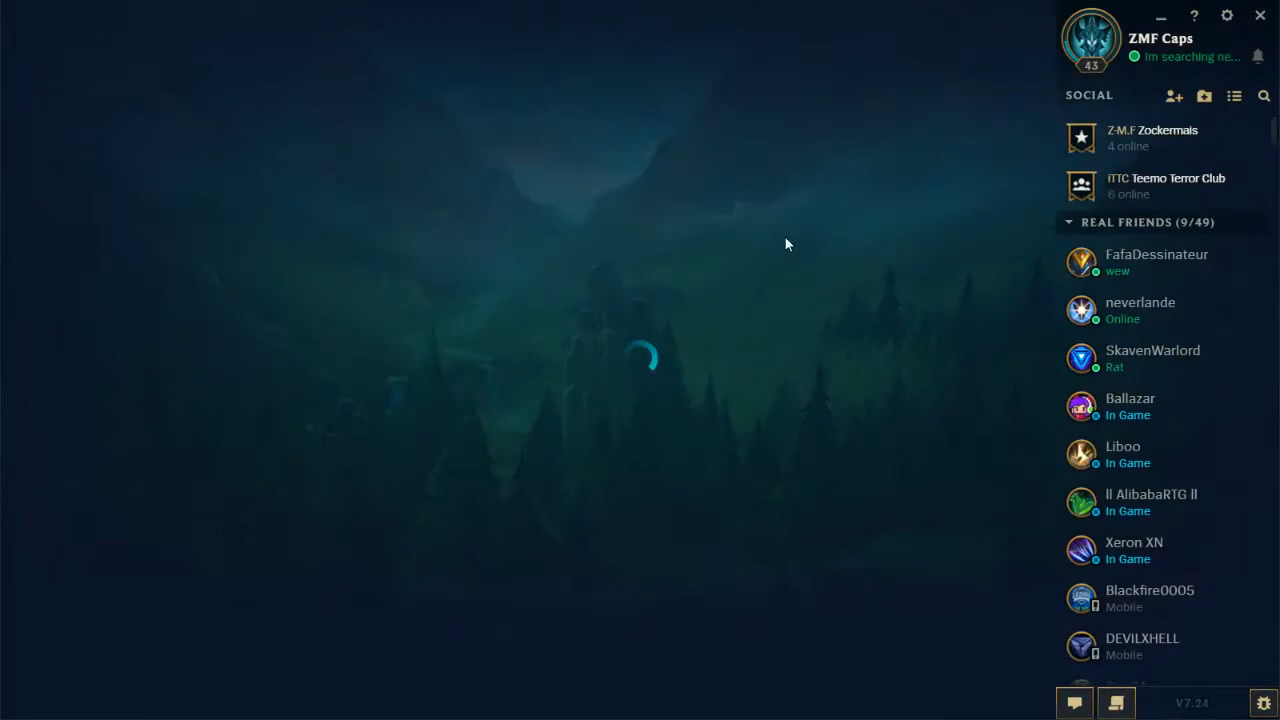 ?
ZMF Caps
Im searching ne...
43
SOCIAL
Z-M.F Zockermais
4 online
iTTC Teemo Terror Club
6 online
REAL FRIENDS (9/49)
FafaDessinateur
wew
neverlande
Online
SkavenWarlord
Rat
Ballazar
In Game
Liboo
In Game
ll AlibabaRTG ll
In Game
Xeron XN
In Game
Blackfire0005
Mobile
DEVILXHELL
Mobile
V7.24